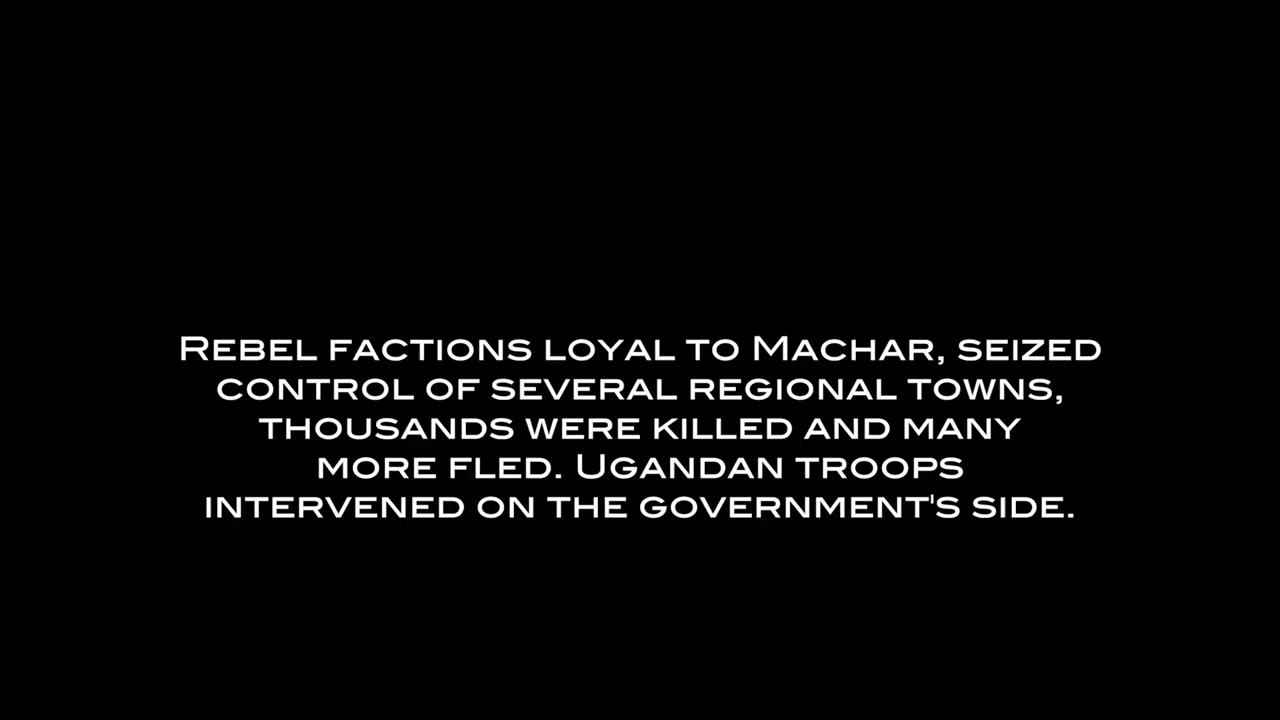 Rebel factions loyal to Machar, seized
control of several regional towns,
thousands were killed and many
more fled. Ugandan troops
intervened on the government's side.